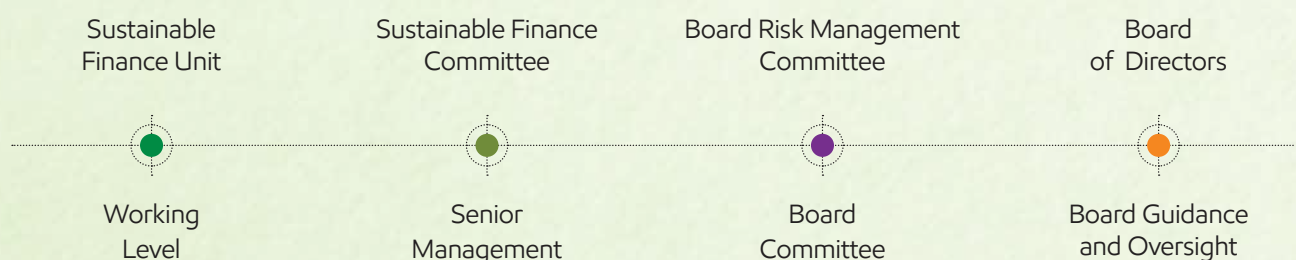 Sustainable
Finance Unit
Sustainable Finance
Committee
Board Risk Management
Committee
Board
of Directors
Working
Level
Senior
Management
Board
Committee
Board Guidance
and Oversight